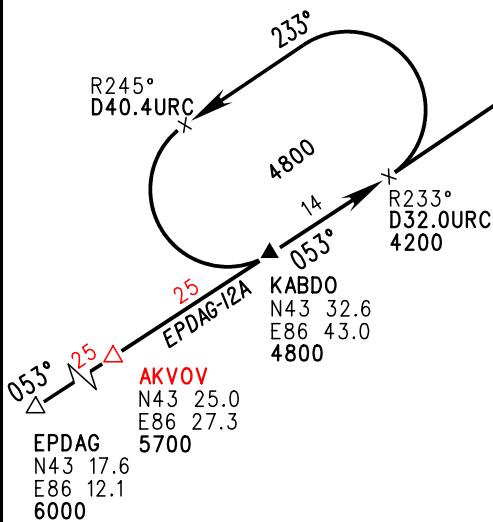 233°
R245°
D40.4URC
4800
14
053°
R233°
D32.0URC
4200
KABDO
N43 32.6
E86 43.0
4800
25
EPDAG-12A
25
053°
AKVOV
N43 25.0
E86 27.3
5700
EPDAG
N43 17.6
E86 12.1
6000